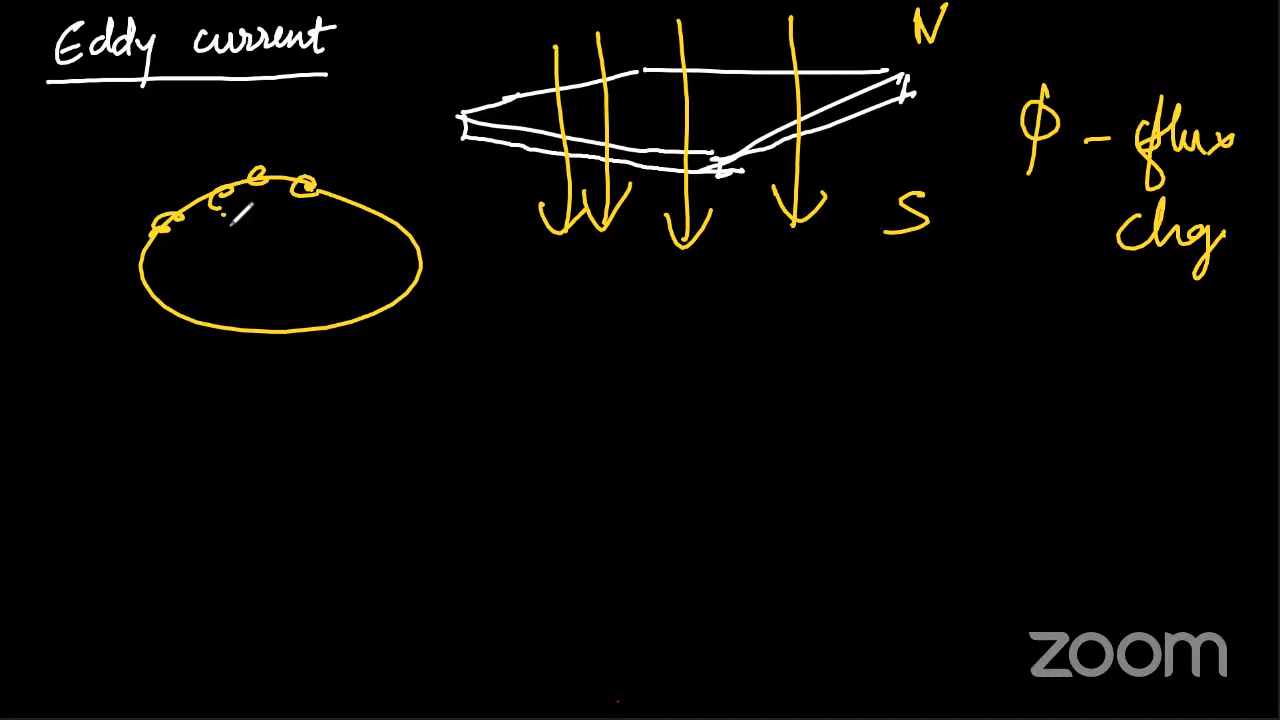 Eddy current
N
ϕ - flux
S
chg
zoom